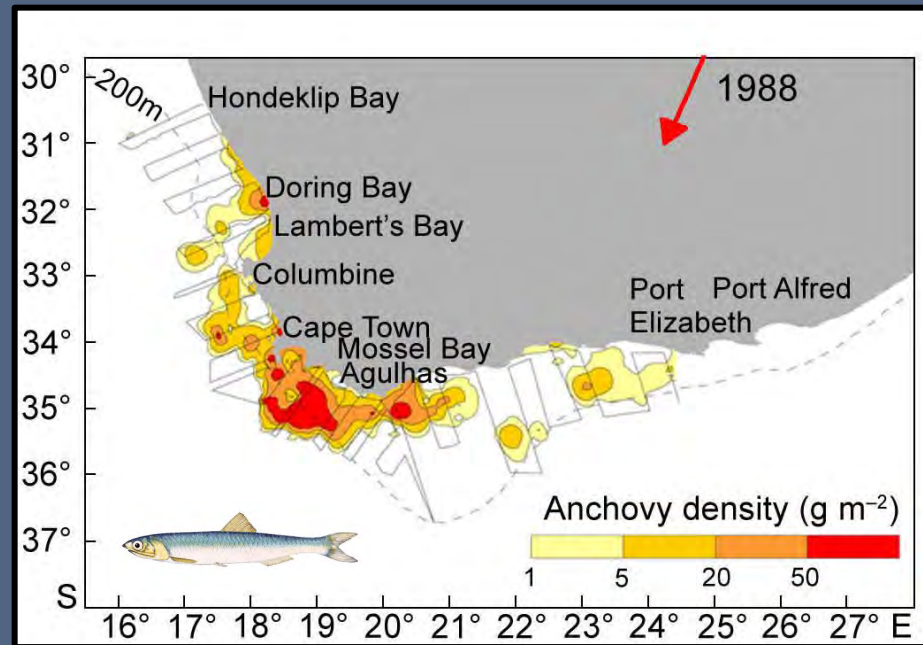 30°
31°
32°
33°
34°
35°
36°
37°
S
200m
Hondeklip Bay
1988
Doring Bay
Lambert's Bay
Columbine
Port Port Alfred
Elizabeth
Cape Town
Mossel Bay
Agulhas
Anchovy density (g m⁻²)
1 5 20 50
16° 17° 18° 19° 20° 21° 22° 23° 24° 25° 26° 27° E